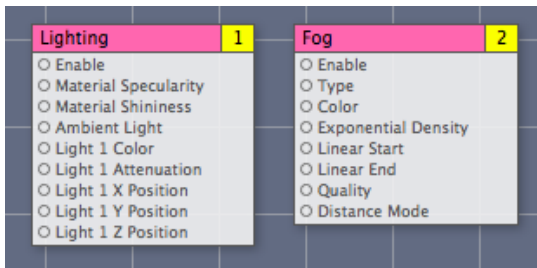 Lighting 1
Enable
Material Specularity
Material Shininess
Ambient Light
Light 1 Color
Light 1 Attenuation
Light 1 X Position
Light 1 Y Position
Light 1 Z Position
Fog 2
Enable
Type
Color
Exponential Density
Linear Start
Linear End
Quality
Distance Mode